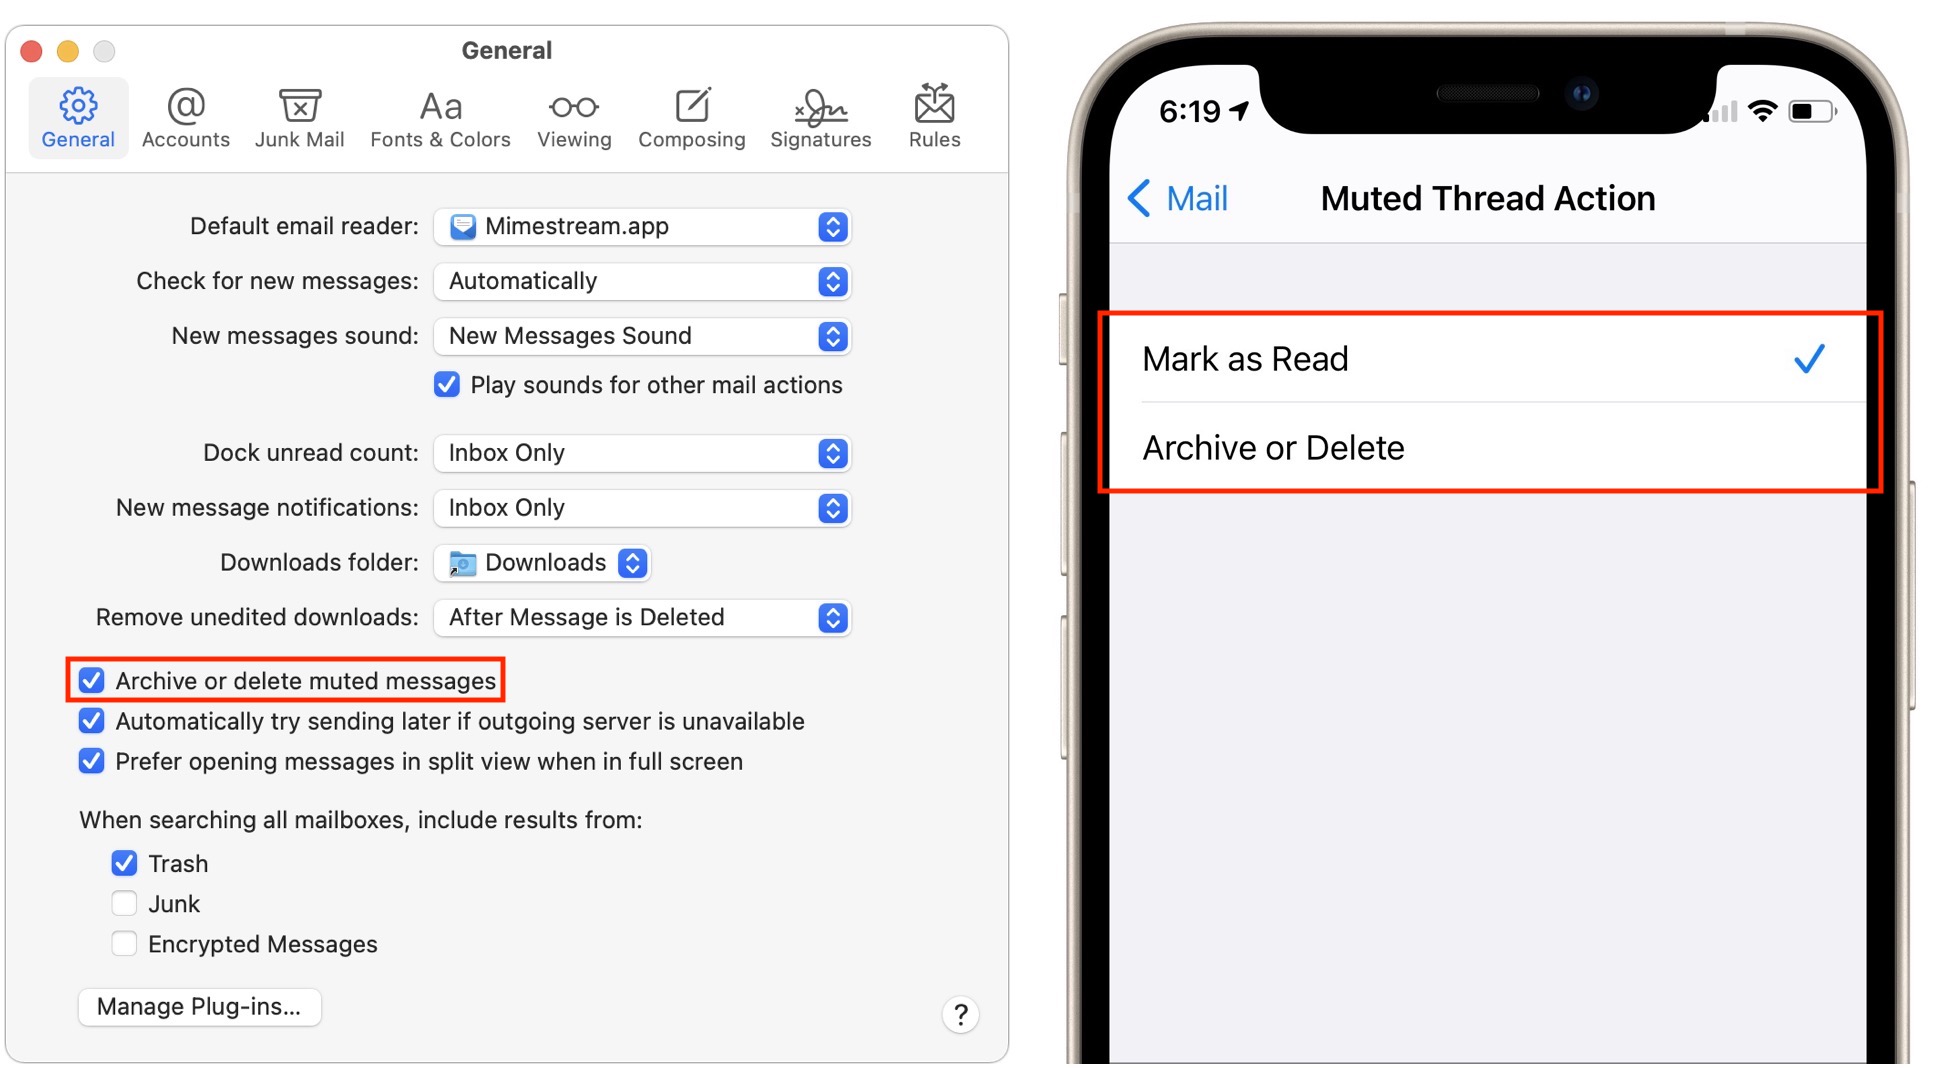 General
General
Accounts
Junk Mail
Aa
Fonts & Colors
Viewing
Composing
Signatures
Rules
Default email reader: Mimestream.app
Check for new messages: Automatically
New messages sound: New Messages Sound
Play sounds for other mail actions
Dock unread count: Inbox Only
New message notifications: Inbox Only
Downloads folder: Downloads
Remove unedited downloads: After Message is Deleted
Archive or delete muted messages
Automatically try sending later if outgoing server is unavailable
Prefer opening messages in split view when in full screen
When searching all mailboxes, include results from:
Trash
Junk
Encrypted Messages
Manage Plug-ins...
?
6:19
Mail
Muted Thread Action
Mark as Read
Archive or Delete